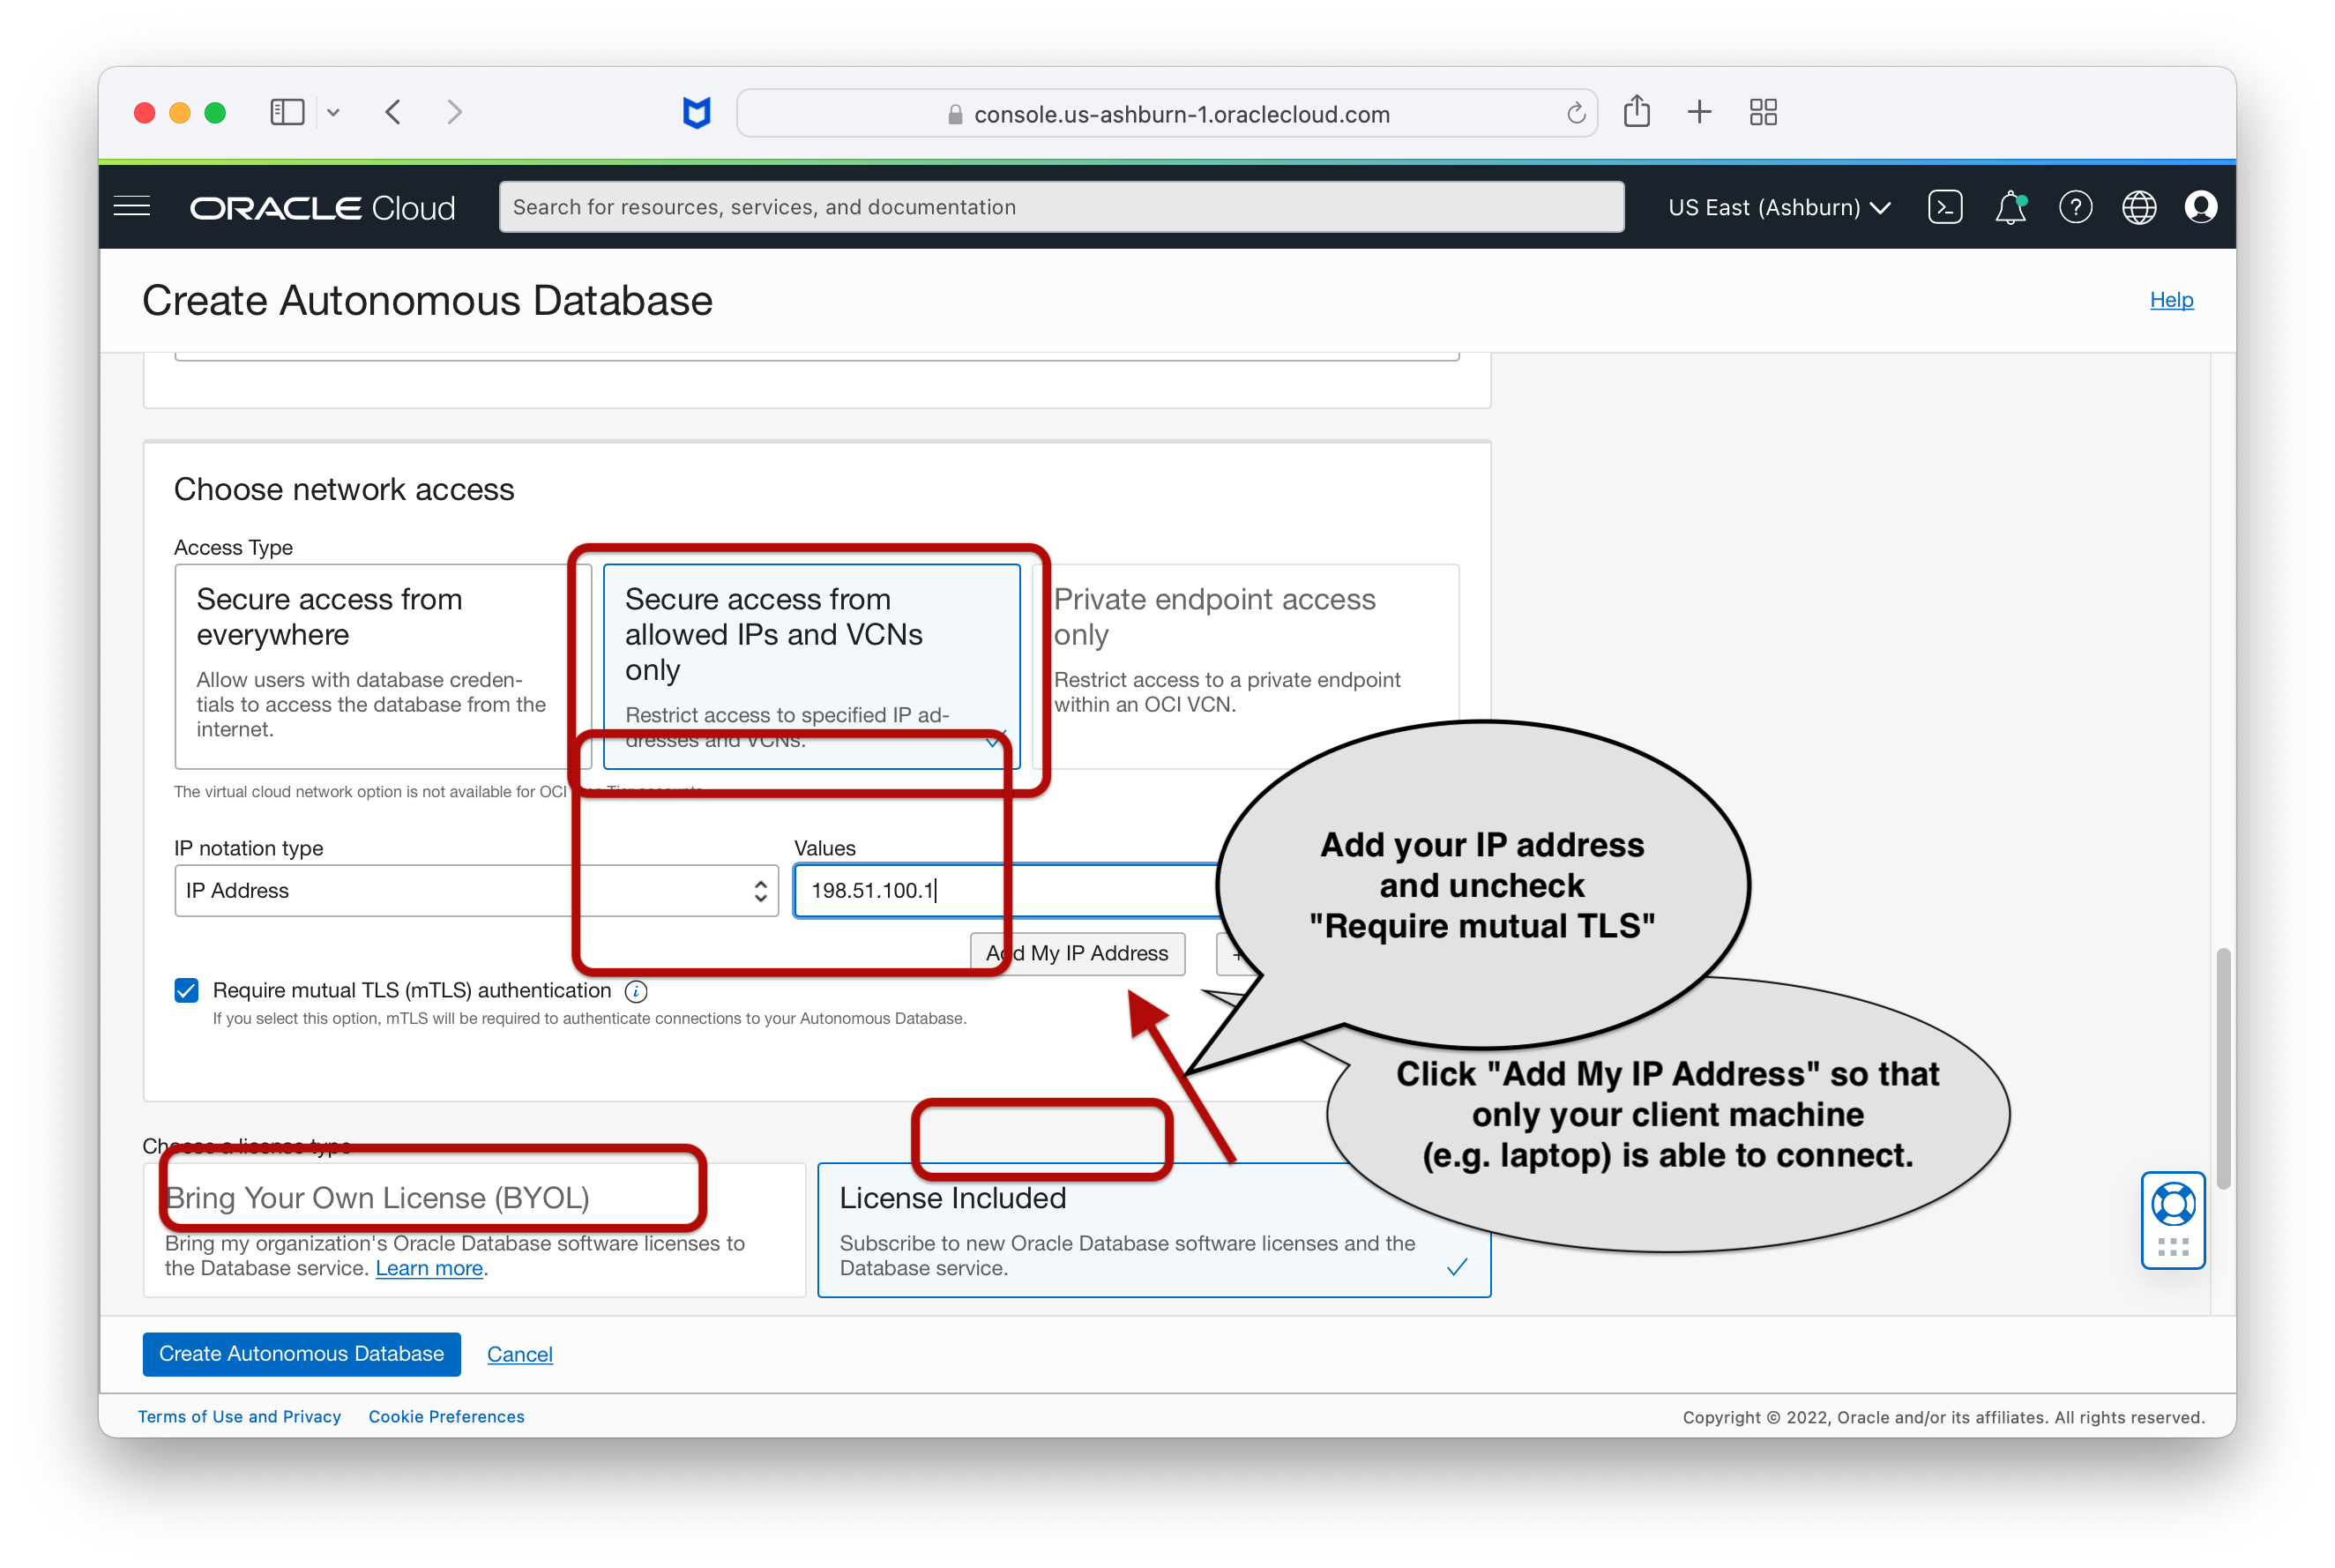 console.us-ashburn-1.oraclecloud.com
ORACLE Cloud
Search for resources, services, and documentation
US East (Ashburn)
Create Autonomous Database
Help
Choose network access
Access Type
Secure access from
everywhere
Allow users with database creden-
tials to access the database from the
internet.
Secure access from
allowed IPs and VCNs
only
Restrict access to specified IP ad-
dresses and VCNs.
Private endpoint access
only
Restrict access to a private endpoint
within an OCI VCN.
The virtual cloud network option is not available for OCI Tier accounts
IP notation type
IP Address
Values
198.51.100.1
Add My IP Address
+
Require mutual TLS (mTLS) authentication
If you select this option, mTLS will be required to authenticate connections to your Autonomous Database.
Add your IP address
and uncheck
"Require mutual TLS"
Click "Add My IP Address" so that
only your client machine
(e.g. laptop) is able to connect.
Choose a license type
Bring Your Own License (BYOL)
Bring my organization's Oracle Database software licenses to
the Database service. Learn more.
License Included
Subscribe to new Oracle Database software licenses and the
Database service.
Create Autonomous Database
Cancel
Terms of Use and Privacy
Cookie Preferences
Copyright © 2022, Oracle and/or its affiliates. All rights reserved.